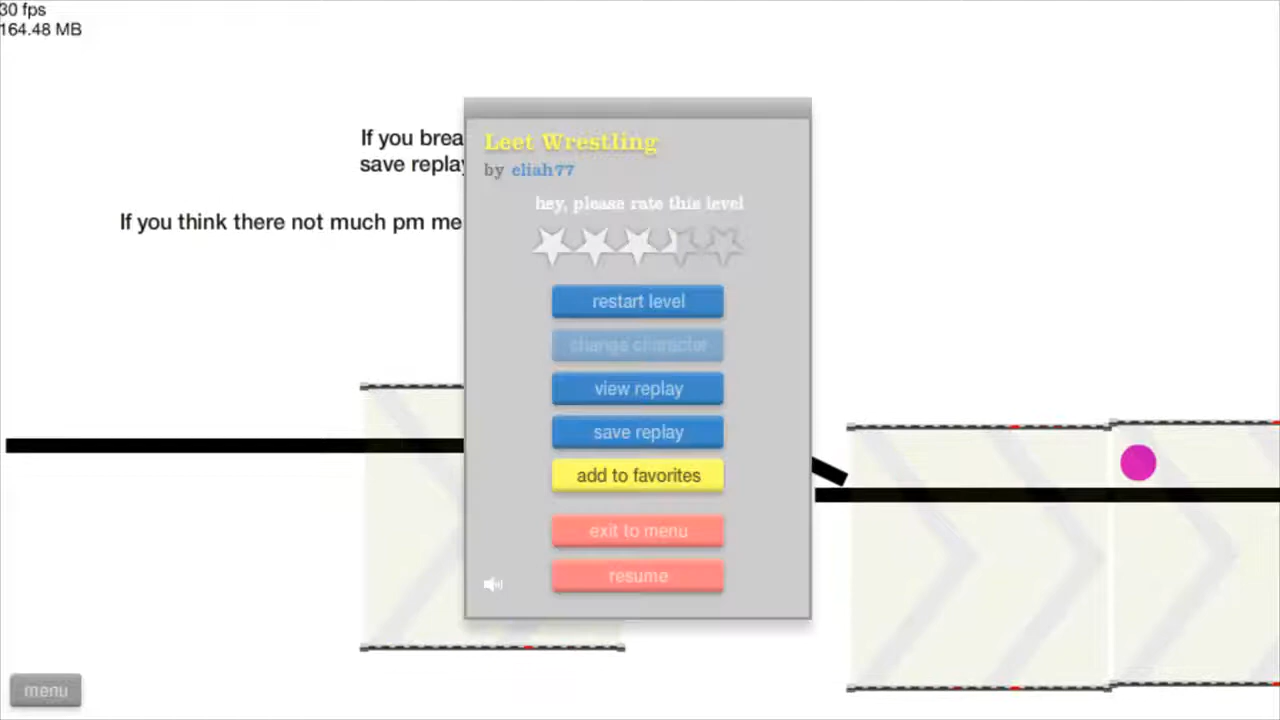 30 fps
164.48 MB
If you brea
save replay
If you think there not much pm me
Leet Wrestling
by eliah77
hey, please rate this level
restart level
change character
view replay
save replay
add to favorites
exit to menu
resume
menu